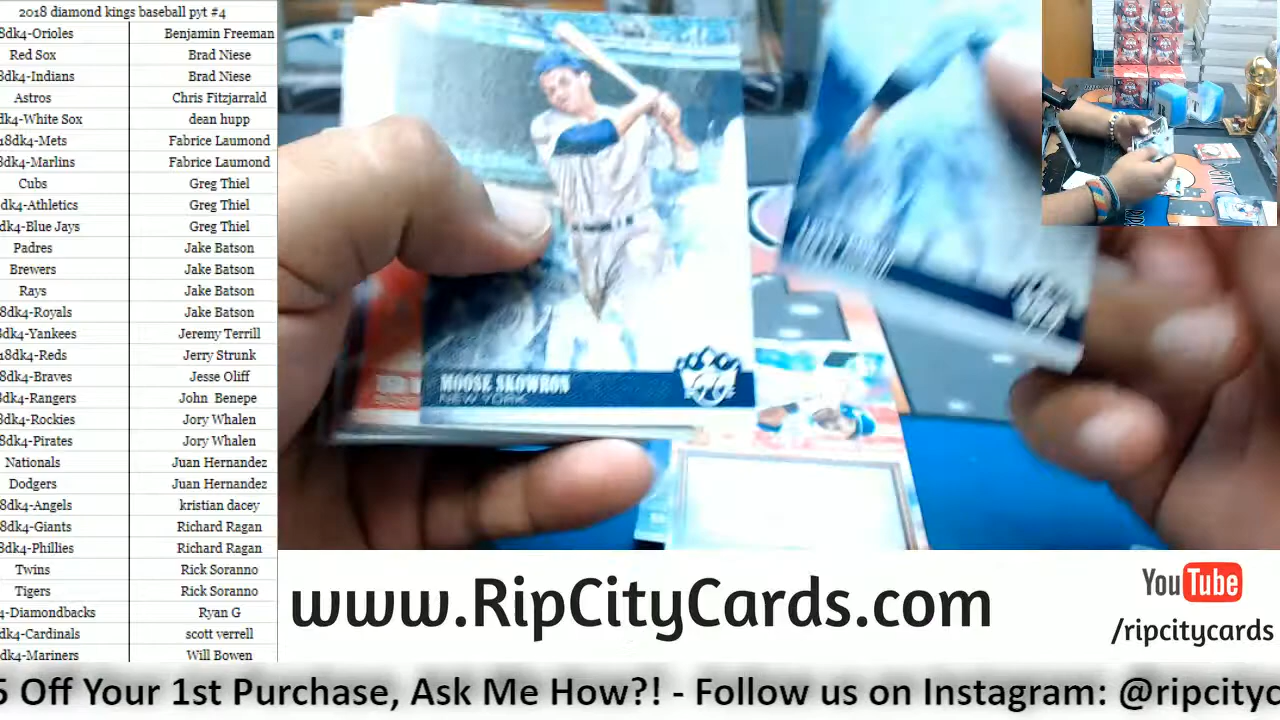 2018 diamond kings baseball pyt #4
8dk4-Orioles Benjamin Freeman
Red Sox Brad Niese
8dk4-Indians Brad Niese
Astros Chris Fitzjarrald
dk4-White Sox dean hupp
18dk4-Mets Fabrice Laumond
8dk4-Marlins Fabrice Laumond
Cubs Greg Thiel
dk4-Athletics Greg Thiel
dk4-Blue Jays Greg Thiel
Padres Jake Batson
Brewers Jake Batson
Rays Jake Batson
8dk4-Royals Jake Batson
8dk4-Yankees Jeremy Terrill
18dk4-Reds Jerry Strunk
8dk4-Braves Jesse Oliff
8dk4-Rangers John Benepe
8dk4-Rockies Jory Whalen
8dk4-Pirates Jory Whalen
Nationals Juan Hernandez
Dodgers Juan Hernandez
8dk4-Angels kristian dacey
8dk4-Giants Richard Ragan
8dk4-Phillies Richard Ragan
Twins Rick Soranno
Tigers Rick Soranno
4-Diamondbacks Ryan G
dk4-Cardinals scott verrell
dk4-Mariners Will Bowen
MOOSE SKOWRON
NEW YORK
www.RipCityCards.com
YouTube
/ripcitycards
5 Off Your 1st Purchase, Ask Me How?! - Follow us on Instagram: @ripcityc